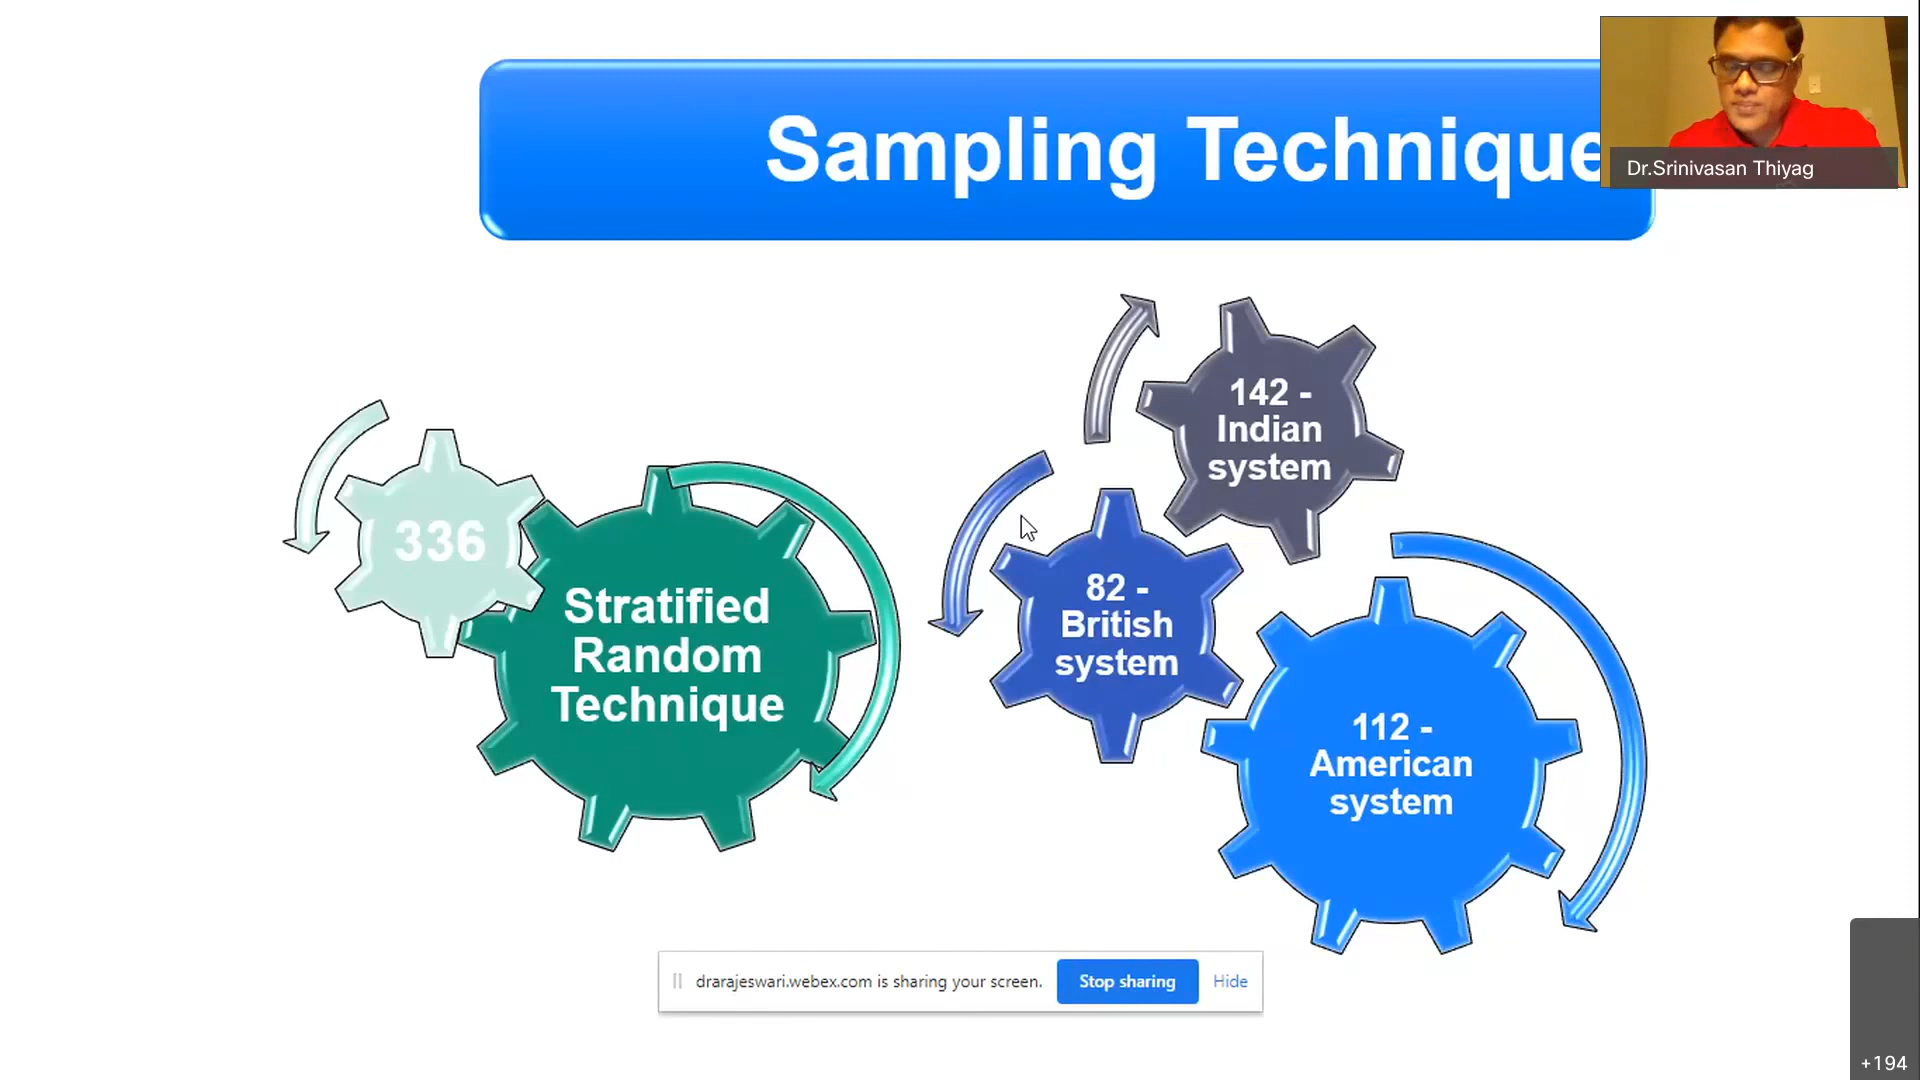 Sampling Technique
Dr.Srinivasan Thiyag
336
Stratified
Random
Technique
142 -
Indian
system
82 -
British
system
112 -
American
system
drarajeswari.webex.com is sharing your screen.
Stop sharing
Hide
+194